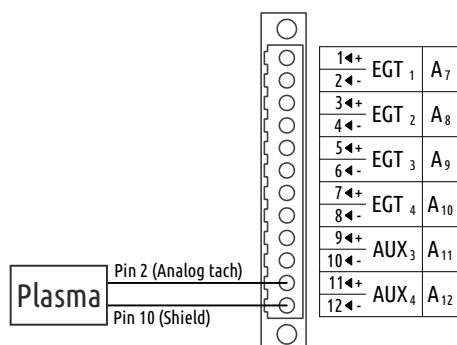 1◄+ EGT 1 A7
2◄-
3◄+ EGT 2 A8
4◄-
5◄+ EGT 3 A9
6◄-
7◄+ EGT 4 A10
8◄-
9◄+ AUX3 A11
10◄-
11◄+ AUX4 A12
12◄-
Pin 2 (Analog tach)
Plasma
Pin 10 (Shield)